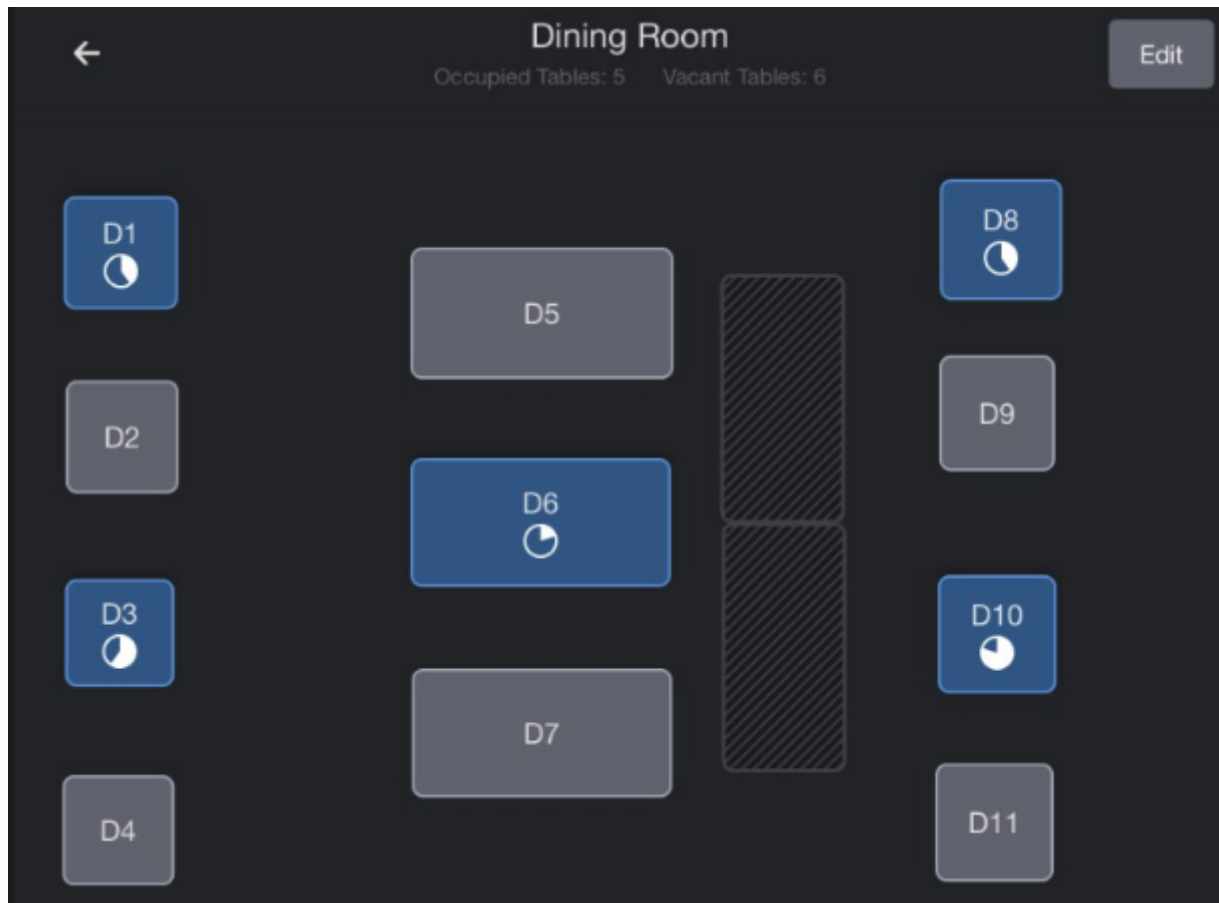 Dining Room
Edit
Occupied Tables: 5 Vacant Tables: 6
D1
D8
D5
D2
D9
D6
D3
D10
D7
D4
D11